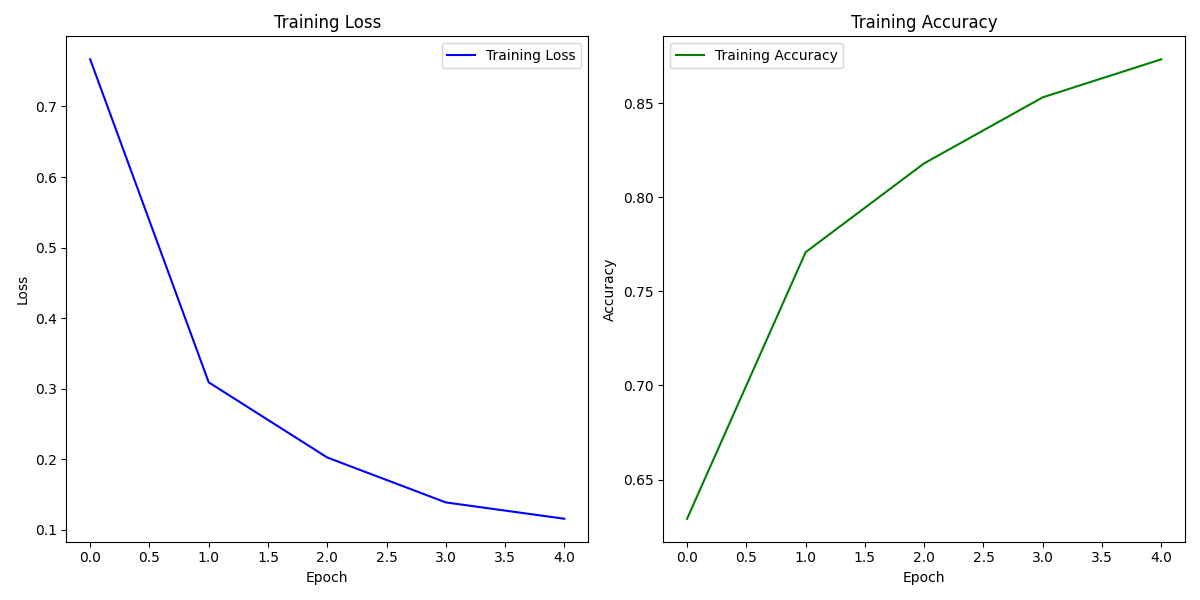 Training Loss
Training Loss
0.7
0.6
0.5
0.4
0.3
0.2
0.1
Loss
0.0 0.5 1.0 1.5 2.0 2.5 3.0 3.5 4.0
Epoch
Training Accuracy
Training Accuracy
0.85
0.80
0.75
0.70
0.65
Accuracy
0.0 0.5 1.0 1.5 2.0 2.5 3.0 3.5 4.0
Epoch